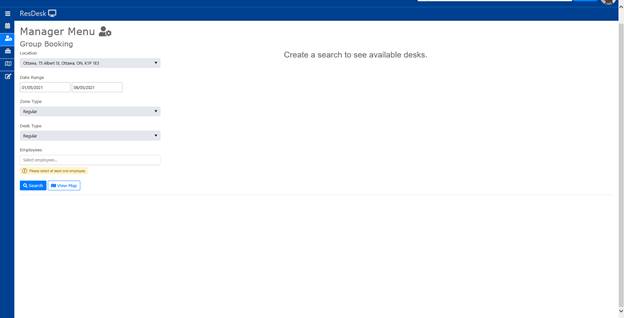 ResDesk
Manager Menu
Group Booking
Location
Ottawa, 75 Albert St, Ottawa, ON, K1P 1E3
Create a search to see available desks.
Date Range
01/05/2021 06/05/2021
Zone Type
Regular
Desk Type
Regular
Employees
Select employees...
Please select at least one employee.
Search View Map